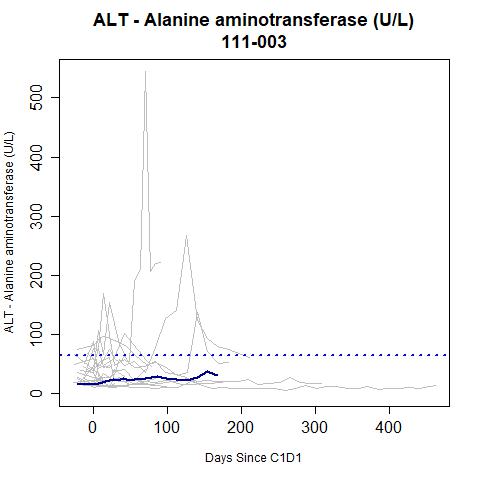 ALT - Alanine aminotransferase (U/L)
111-003
ALT - Alanine aminotransferase (U/L)
500
400
300
200
100
0
0 100 200 300 400
Days Since C1D1